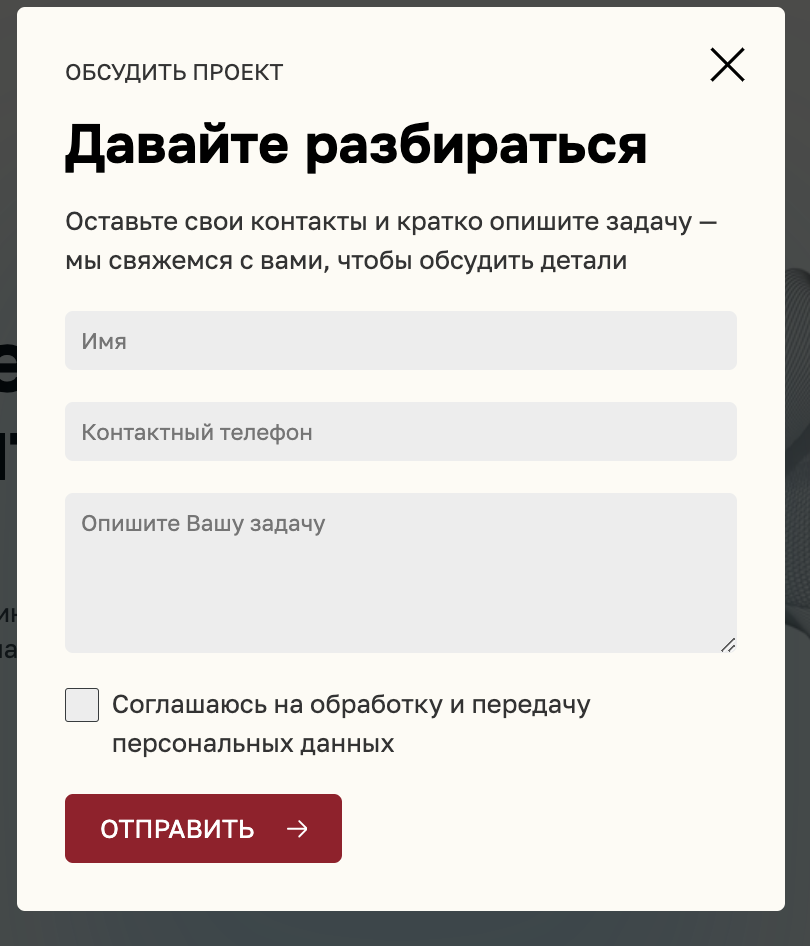 ОБСУДИТЬ ПРОЕКТ
Давайте разбираться
Оставьте свои контакты и кратко опишите задачу —
мы свяжемся с вами, чтобы обсудить детали
Имя
Контактный телефон
Опишите Вашу задачу
Соглашаюсь на обработку и передачу
персональных данных
ОТПРАВИТЬ →